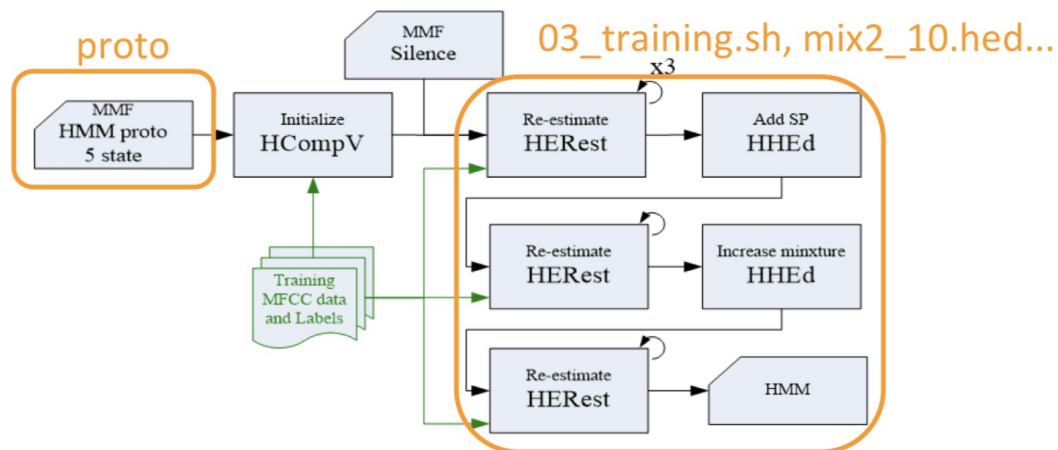 proto
03_training.sh, mix2_10.hed...
MMF
Silence
x3
MMF
HMM proto
5 state
Initialize
HCompV
Re-estimate
HERest
Add SP
HHEd
Re-estimate
HERest
Increase minxture
HHEd
Training
MFCC data
and Labels
Re-estimate
HERest
HMM